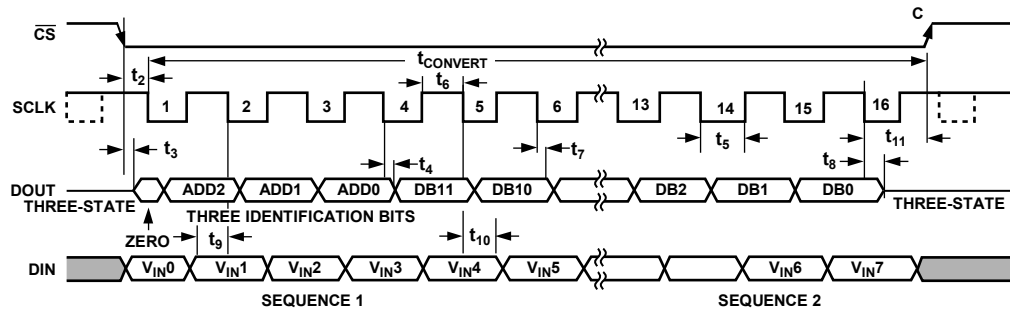 C
CS
tCONVERT
t2
t6
SCLK
1 2 3 4 5 6 13 14 15 16
t3
t4
t7
t5
t11
t8
DOUT
ADD2 ADD1 ADD0 DB11 DB10 DB2 DB1 DB0
THREE-STATE
THREE IDENTIFICATION BITS
THREE-STATE
ZERO
t9
t10
DIN
VIN0 VIN1 VIN2 VIN3 VIN4 VIN5 VIN6 VIN7
SEQUENCE 1
SEQUENCE 2